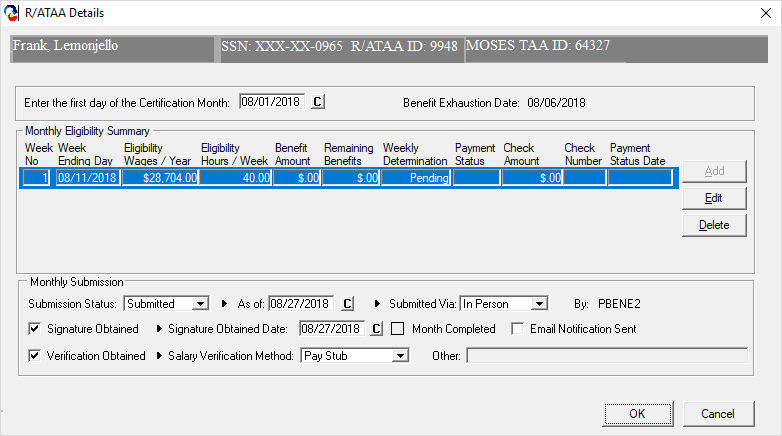 R/ATAA Details
Frank, Lemonjello SSN: XXX-XX-0965 R/ATAA ID: 9948 MOSES TAA ID: 64327
Enter the first day of the Certification Month: 08/01/2018 C Benefit Exhaustion Date: 08/06/2018
Monthly Eligibility Summary
Week Week Eligibility Eligibility Benefit Remaining Weekly Payment Check Check Payment
No Ending Day Wages / Year Hours / Week Amount Benefits Determination Status Amount Number Status Date
1 08/11/2018 $28,704.00 40.00 $.00 $.00 Pending $.00
Add
Edit
Delete
Monthly Submission
Submission Status: Submitted As of: 08/27/2018 C Submitted Via: In Person By: PBENE2
Signature Obtained Signature Obtained Date: 08/27/2018 C Month Completed Email Notification Sent
Verification Obtained Salary Verification Method: Pay Stub Other:
OK Cancel